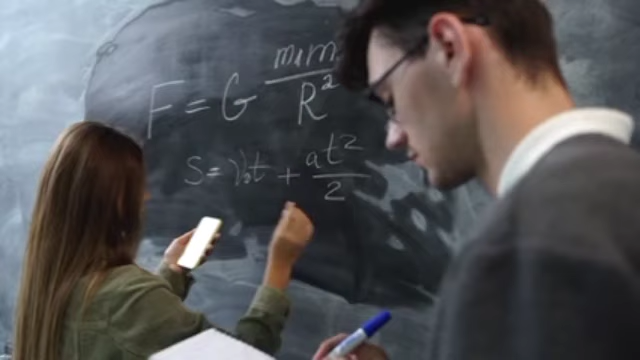 F = G m₁m / R²
S = v₀t + at² / 2